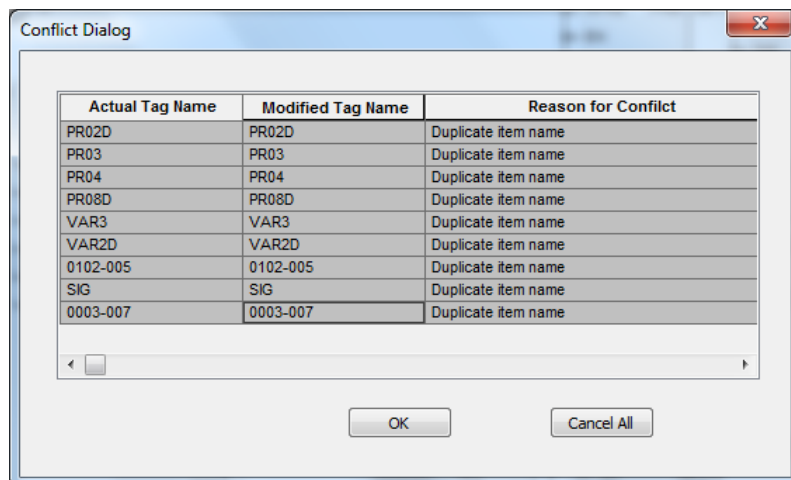 Conflict Dialog
Actual Tag Name Modified Tag Name Reason for Confilct
PR02D PR02D Duplicate item name
PR03 PR03 Duplicate item name
PR04 PR04 Duplicate item name
PR08D PR08D Duplicate item name
VAR3 VAR3 Duplicate item name
VAR2D VAR2D Duplicate item name
0102-005 0102-005 Duplicate item name
SIG SIG Duplicate item name
0003-007 0003-007 Duplicate item name
OK Cancel All